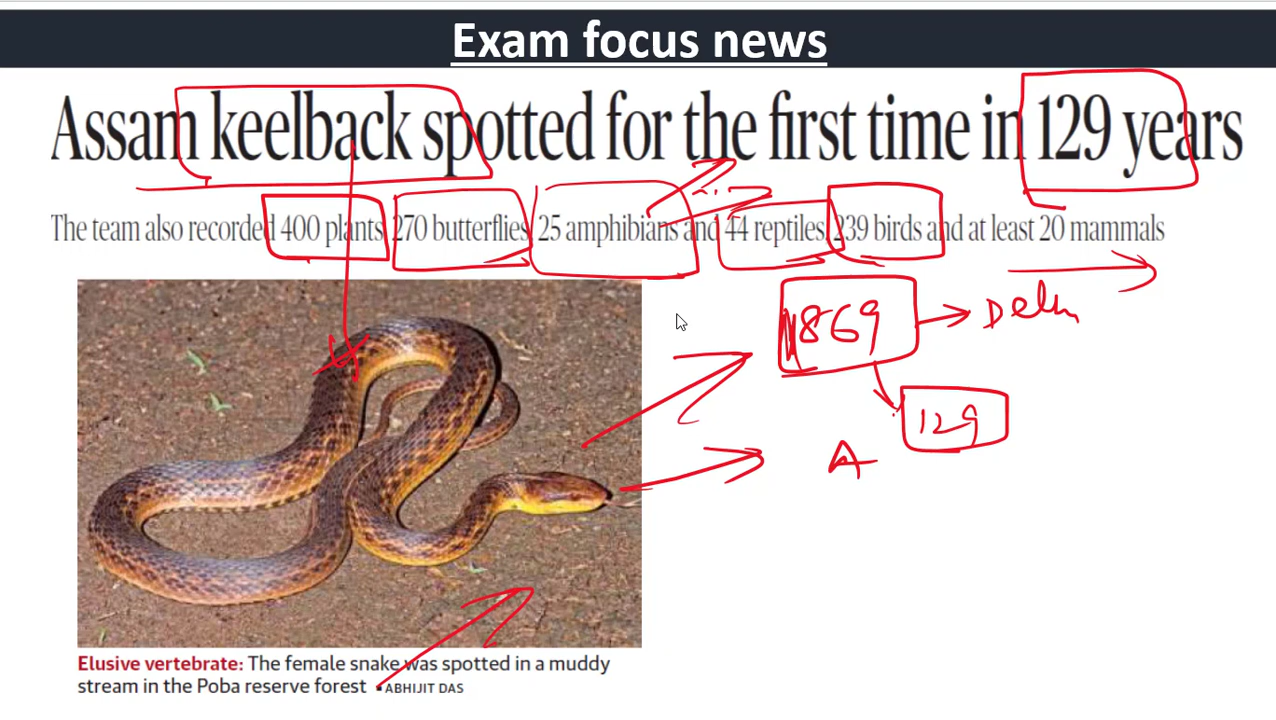 Exam focus news
Assam keelback spotted for the first time in 129 years
The team also recorded 400 plants, 270 butterflies, 25 amphibians and 44 reptiles, 239 birds and at least 20 mammals
1869
129
A
Elusive vertebrate: The female snake was spotted in a muddy
stream in the Poba reserve forest ▪ABHIJIT DAS